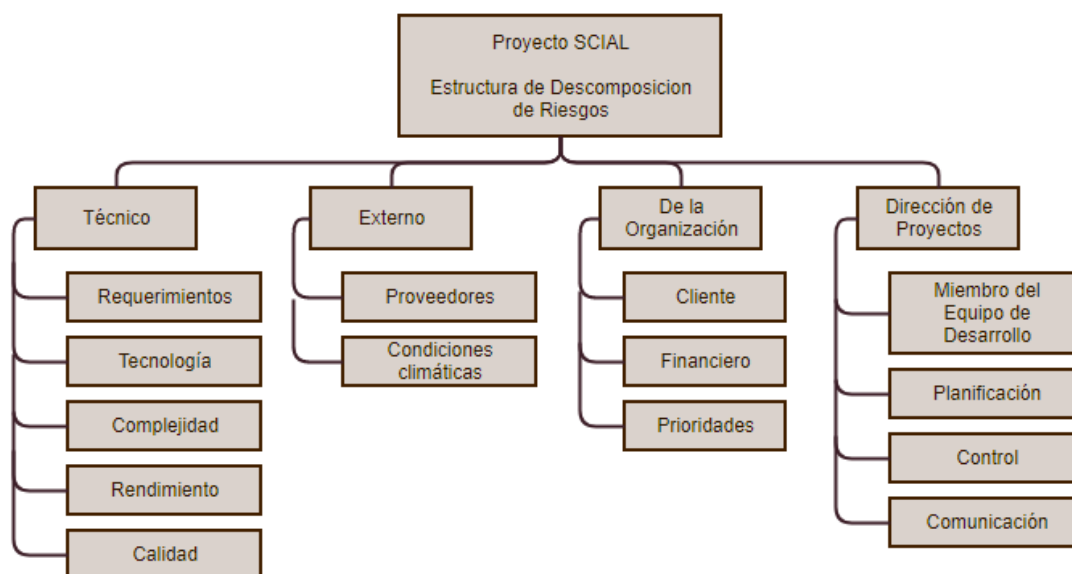 Proyecto SCIAL
Estructura de Descomposicion
de Riesgos
Técnico
Requerimientos
Tecnología
Complejidad
Rendimiento
Calidad
Externo
Proveedores
Condiciones
climáticas
De la
Organización
Cliente
Financiero
Prioridades
Dirección de
Proyectos
Miembro del
Equipo de
Desarrollo
Planificación
Control
Comunicación